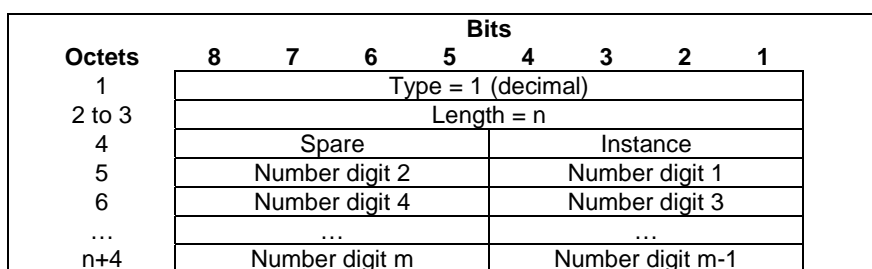 Bits
Octets 8 7 6 5 4 3 2 1
1 Type = 1 (decimal)
2 to 3 Length = n
4 Spare Instance
5 Number digit 2 Number digit 1
6 Number digit 4 Number digit 3
… … …
n+4 Number digit m Number digit m-1